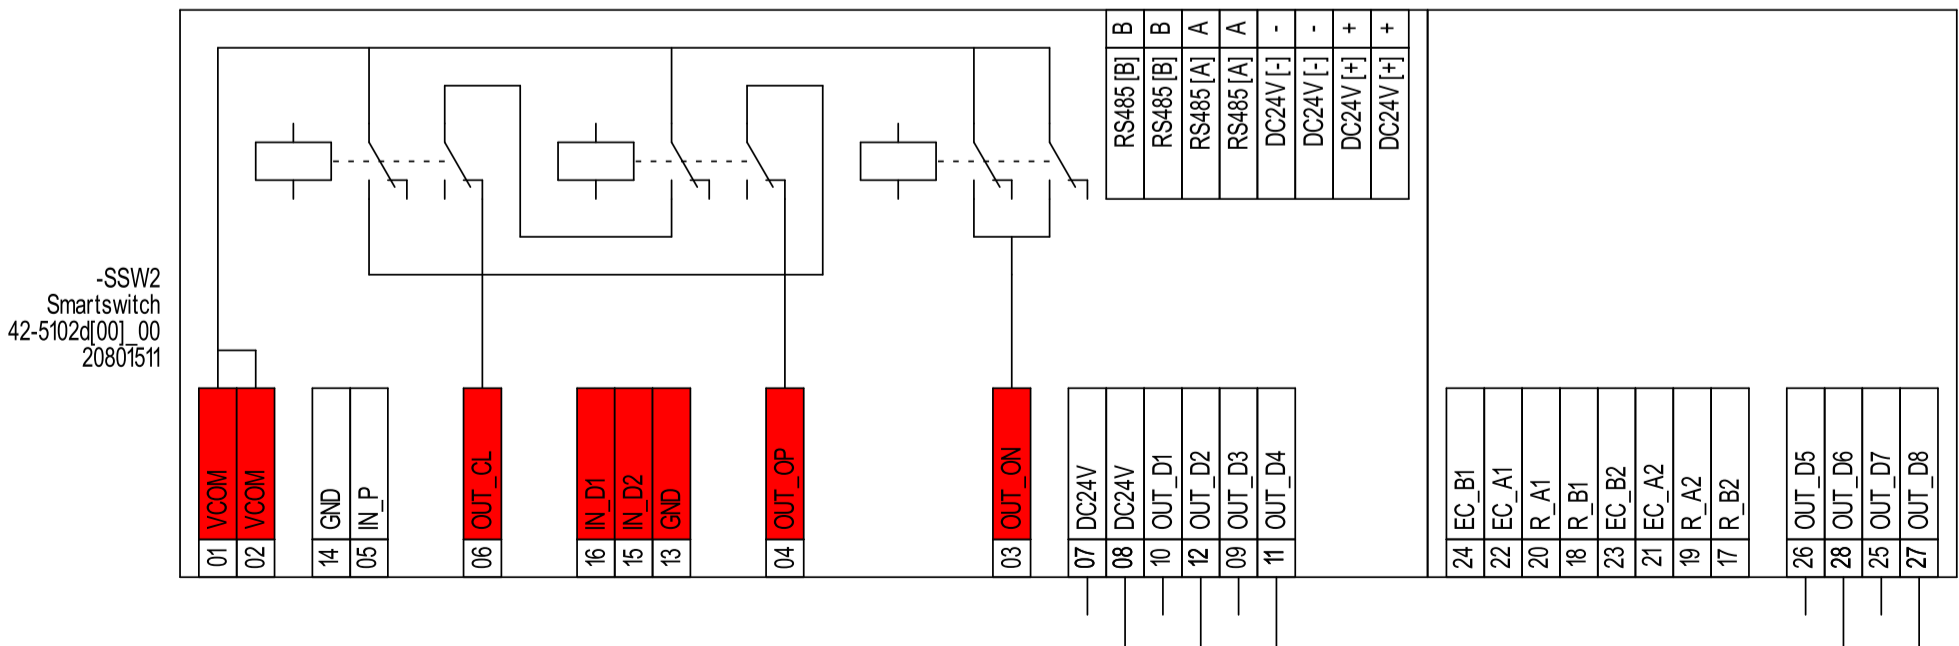 B
B
A
A
-
-
+
+
RS485 [B]
RS485 [B]
RS485 [A]
RS485 [A]
DC24V [-]
DC24V [-]
DC24V [+]
DC24V [+]
-SSW2
Smartswitch
42-5102d[00]_00
20801511
VCOM
VCOM
GND
IN_P
OUT_CL
IN_D1
IN_D2
GND
OUT_OP
OUT_ON
DC24V
DC24V
OUT_D1
OUT_D2
OUT_D3
OUT_D4
EC_B1
EC_A1
R_A1
R_B1
EC_B2
EC_A2
R_A2
R_B2
OUT_D5
OUT_D6
OUT_D7
OUT_D8
01
02
14
05
06
16
15
13
04
03
07
08
10
12
09
11
24
22
20
18
23
21
19
17
26
28
25
27